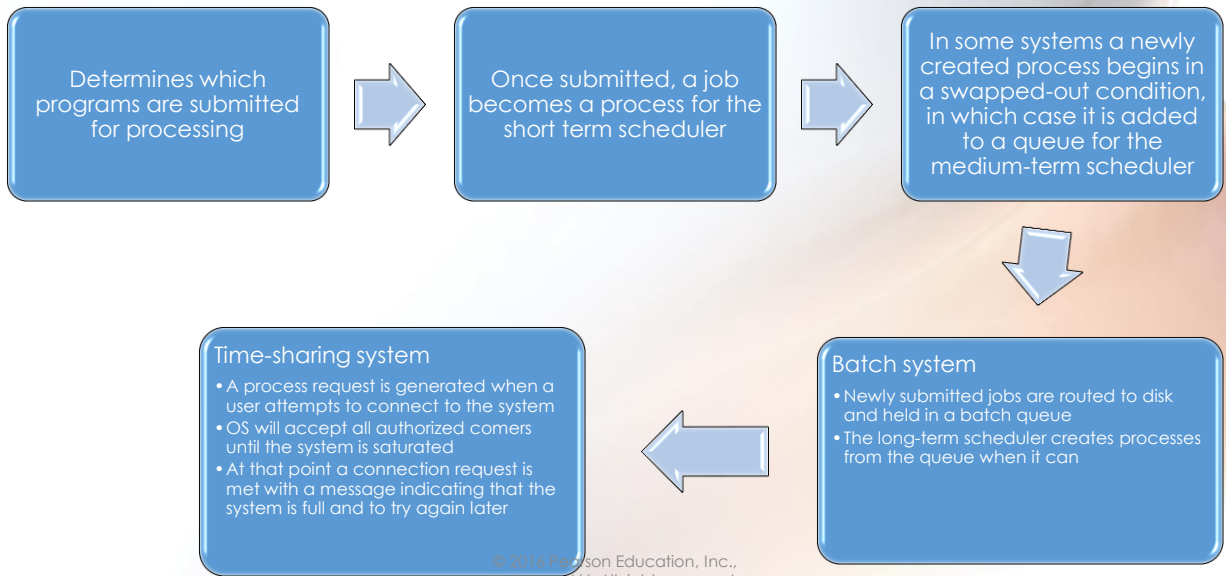 Determines which
programs are submitted
for processing
Once submitted, a job
becomes a process for the
short term scheduler
In some systems a newly
created process begins in
a swapped-out condition,
in which case it is added
to a queue for the
medium-term scheduler
Batch system
• Newly submitted jobs are routed to disk
and held in a batch queue
• The long-term scheduler creates processes
from the queue when it can
Time-sharing system
• A process request is generated when a
user attempts to connect to the system
• OS will accept all authorized comers
until the system is saturated
• At that point a connection request is
met with a message indicating that the
system is full and to try again later
© 2016 Pearson Education, Inc.,